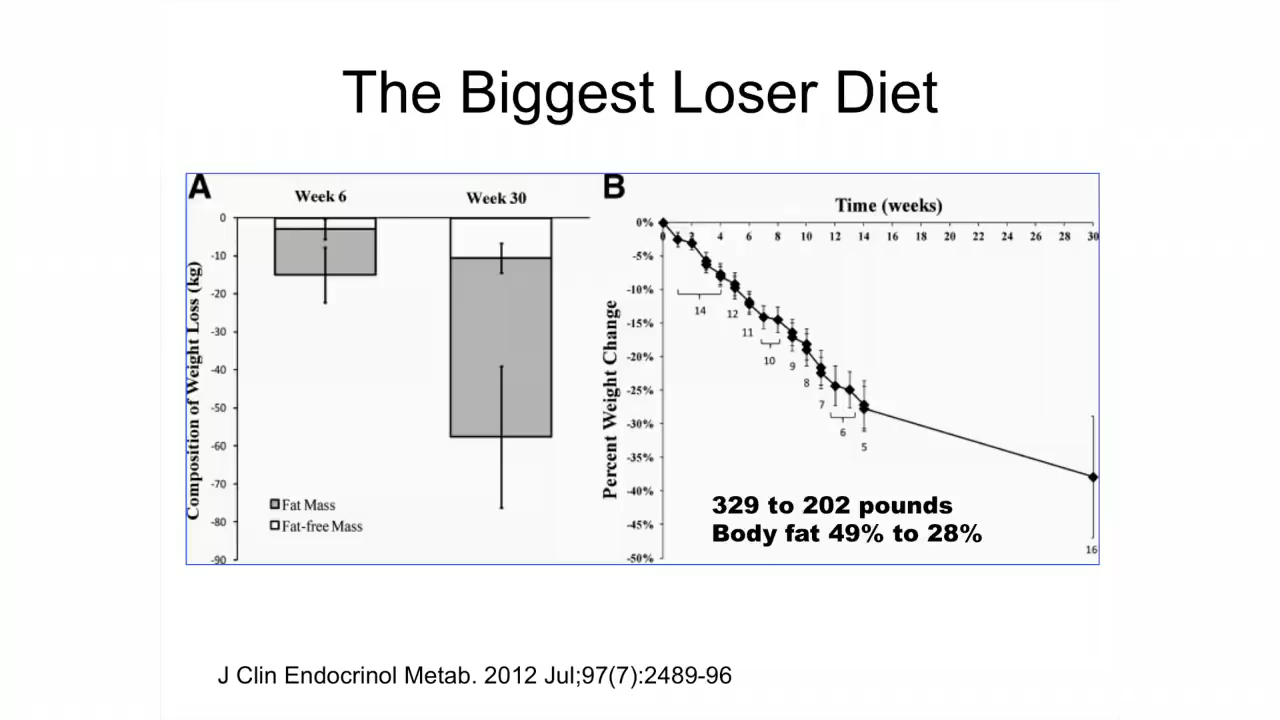 The Biggest Loser Diet
A
Week 6
Week 30
Composition of Weight Loss (kg)
0
-10
-20
-30
-40
-50
-60
-70
-80
-90
Fat Mass
Fat-free Mass
B
Time (weeks)
Percent Weight Change
0%
-5%
-10%
-15%
-20%
-25%
-30%
-35%
-40%
-45%
-50%
0 2 4 6 8 10 12 14 16 18 20 22 24 26 28 30
14
12
11
10
9
8
7
6
5
16
329 to 202 pounds
Body fat 49% to 28%
J Clin Endocrinol Metab. 2012 Jul;97(7):2489-96